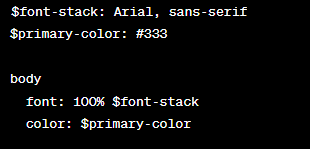 $font-stack: Arial, sans-serif
$primary-color: #333

body
  font: 100% $font-stack
  color: $primary-color